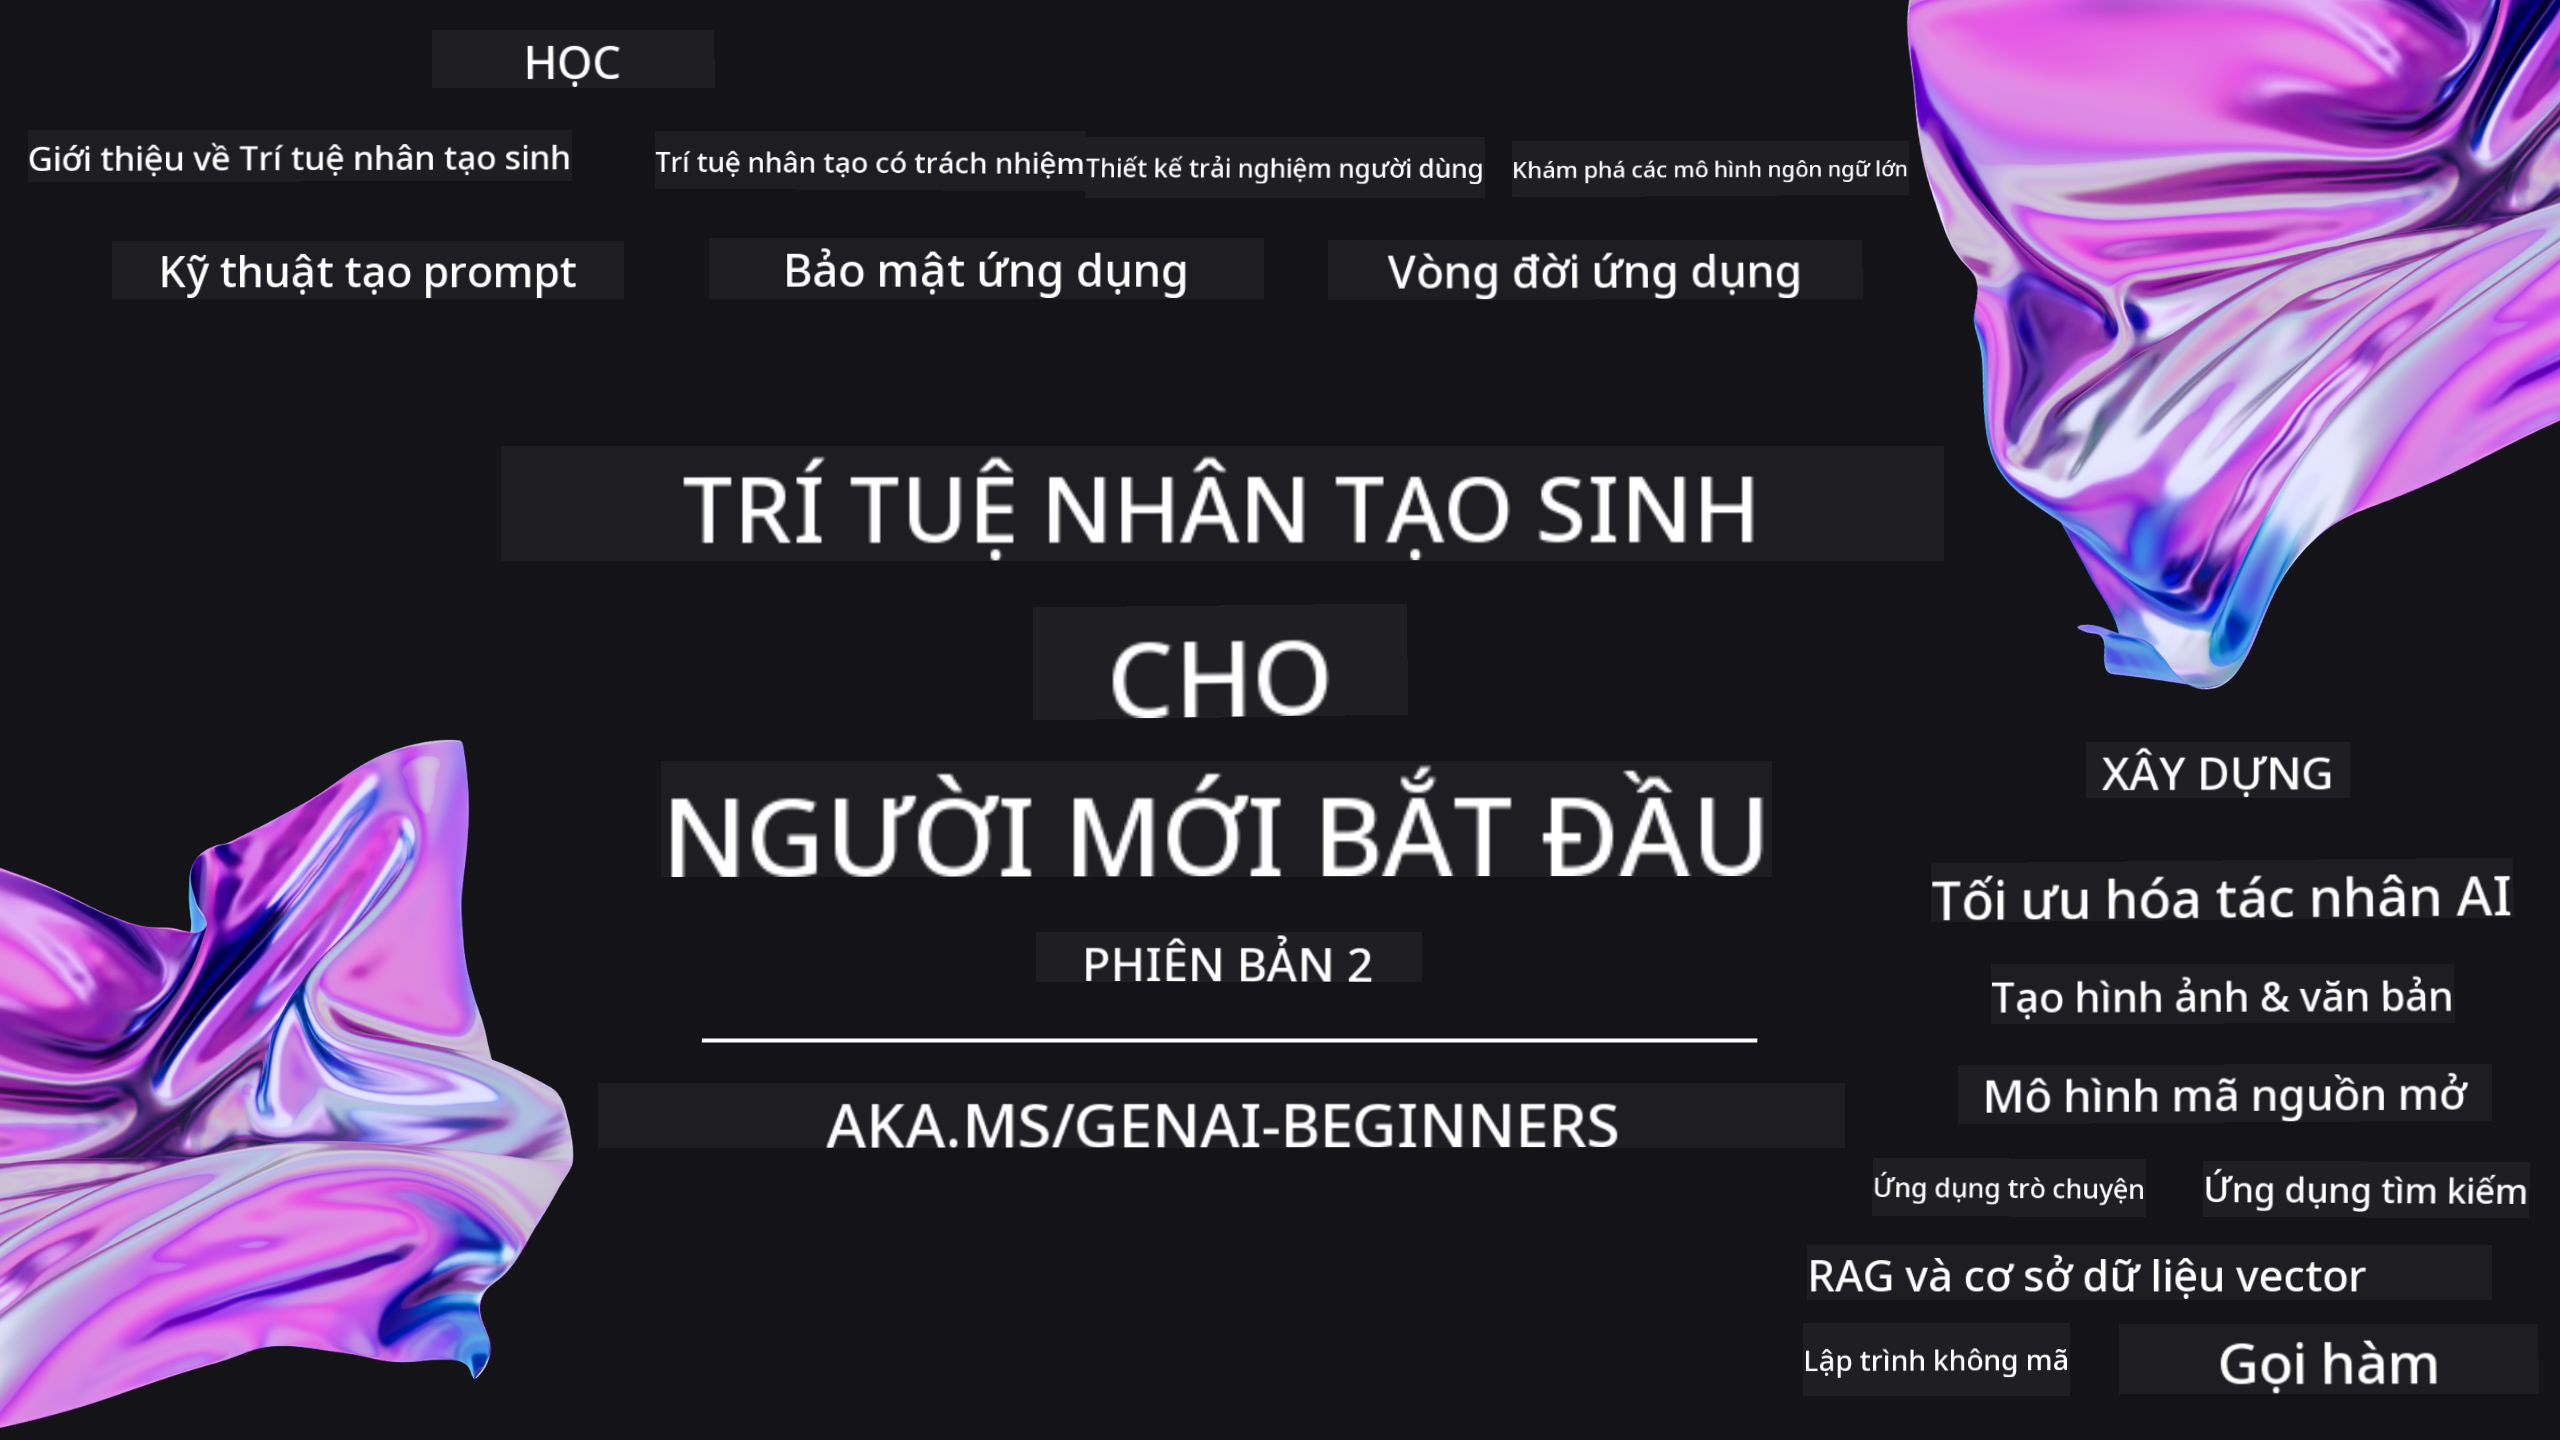 HỌC
Giới thiệu về Trí tuệ nhân tạo sinh
Trí tuệ nhân tạo có trách nhiệm
Thiết kế trải nghiệm người dùng
Khám phá các mô hình ngôn ngữ lớn
Kỹ thuật tạo prompt
Bảo mật ứng dụng
Vòng đời ứng dụng
TRÍ TUỆ NHÂN TẠO SINH
CHO
NGƯỜI MỚI BẮT ĐẦU
PHIÊN BẢN 2
AKA.MS/GENAI-BEGINNERS
XÂY DỰNG
Tối ưu hóa tác nhân AI
Tạo hình ảnh & văn bản
Mô hình mã nguồn mở
Ứng dụng trò chuyện
Ứng dụng tìm kiếm
RAG và cơ sở dữ liệu vector
Lập trình không mã
Gọi hàm